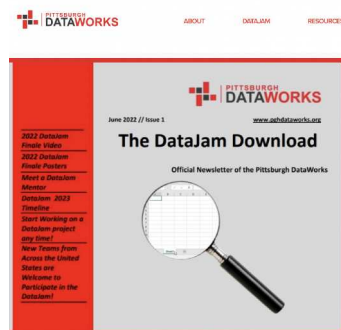 PITTSBURGH
DATAWORKS
ABOUT
DATAJAM
RESOURCES
PITTSBURGH
DATAWORKS
June 2022 // Issue 1
www.pghdataworks.org
The DataJam Download
Official Newsletter of the Pittsburgh DataWorks
2022 DataJam
Finale Video
2022 DataJam
Finale Posters
Meet a DataJam
Mentor
DataJam 2023
Timeline
Start Working on a
DataJam project
any time!
New Teams from
Across the United
States are
Welcome to
Participate in the
DataJam!